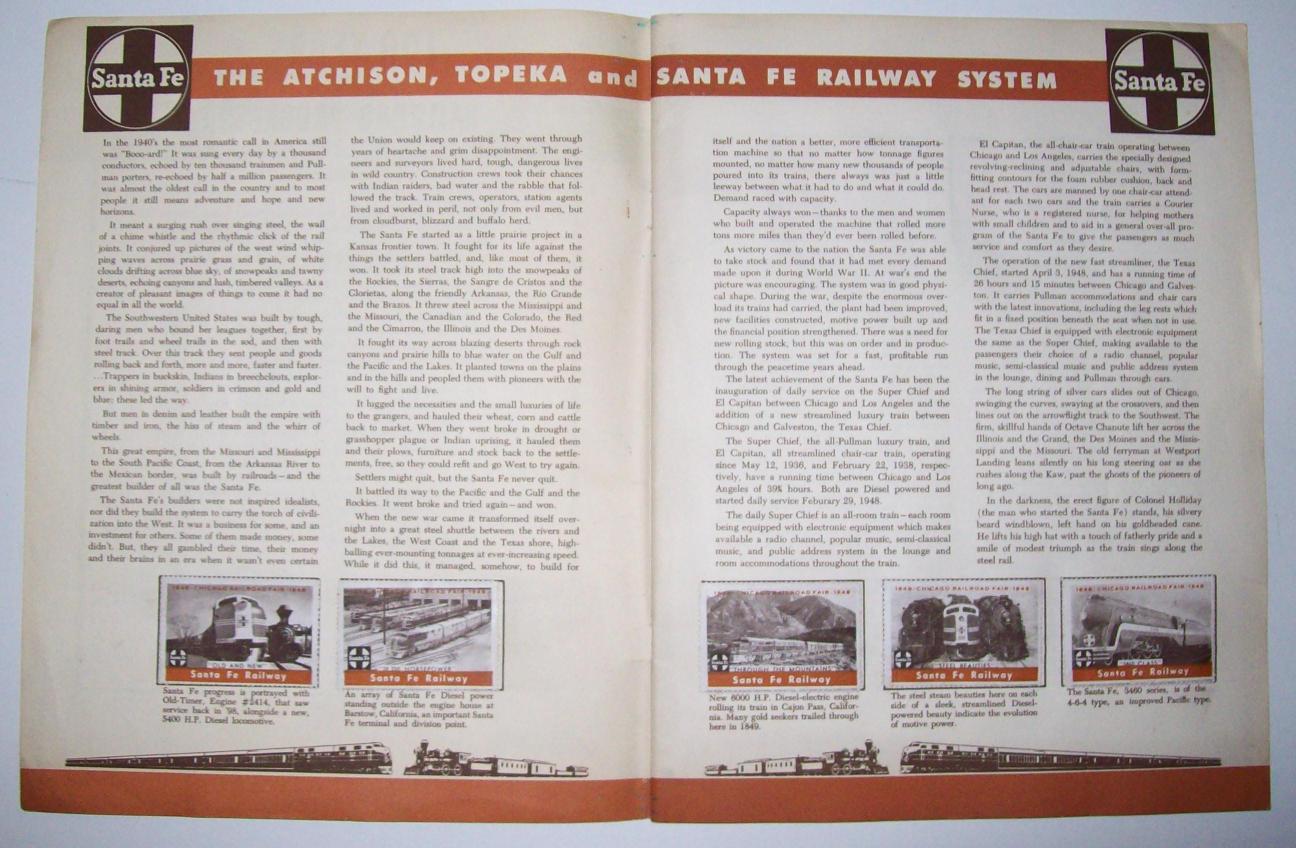 Santa Fe
THE ATCHISON, TOPEKA and SANTA FE RAILWAY SYSTEM
Santa Fe
In the 1940's the most romantic call in America still
was "Booo-ard!" It was sung every day by a thousand
conductors, echoed by ten thousand trainmen and Pull-
man porters, re-echoed by half a million passengers. It
was almost the oldest call in the country and to most
people it still means adventure and hope and new
horizons.
It meant a surging rush over singing steel, the wail
of a chime whistle and the rhythmic click of the rail
joints. It conjured up pictures of the west wind whip-
ping waves across prairie grass and grain, of white
clouds drifting across blue sky, of snowpeaks and tawny
deserts, echoing canyons and lush, timbered valleys. As a
creator of pleasant images of things to come it had no
equal in all the world.
The Southwestern United States was built by tough,
daring men who bound her leagues together, first by
foot trails and wheel trails in the sod, and then with
steel track. Over this track they sent people and goods
rolling back and forth, more and more, faster and faster.
...Trappers in buckskin, Indians in breechclouts, explor-
ers in shining armor, soldiers in crimson and gold and
blue; these led the way.
But men in denim and leather built the empire with
timber and iron, the hiss of steam and the whirr of
wheels.
This great empire, from the Missouri and Mississippi
to the South Pacific Coast, from the Arkansas River to
the Mexican border, was built by railroads—and the
greatest builder of all was the Santa Fe.
The Santa Fe's builders were not inspired idealists,
nor did they build the system to carry the torch of civili-
zation into the West. It was a business for some, and an
investment for others. Some of them made money, some
didn't. But, they all gambled their time, their money
and their brains in an era when it wasn't even certain
the Union would keep on existing. They went through
years of heartache and grim disappointment. The engi-
neers and surveyors lived hard, tough, dangerous lives
in wild country. Construction crews took their chances
with Indian raiders, bad water and the rabble that fol-
lowed the track. Train crews, operators, station agents
lived and worked in peril, not only from evil men, but
from cloudburst, blizzard and buffalo herd.
The Santa Fe started as a little prairie project in a
Kansas frontier town. It fought for its life against the
things the settlers battled, and, like most of them, it
won. It took its steel track high into the snowpeaks of
the Rockies, the Sierras, the Sangre de Cristos and the
Glorietas, along the friendly Arkansas, the Rio Grande
and the Brazos. It threw steel across the Mississippi and
the Missouri, the Canadian and the Colorado, the Red
and the Cimarron, the Illinois and the Des Moines.
It fought its way across blazing deserts through rock
canyons and prairie hills to blue water on the Gulf and
the Pacific and the Lakes. It planted towns on the plains
and in the hills and peopled them with pioneers with the
will to fight and live.
It lugged the necessities and the small luxuries of life
to the grangers, and hauled their wheat, corn and cattle
back to market. When they went broke in drought or
grasshopper plague or Indian uprising, it hauled them
and their plows, furniture and stock back to the settle-
ments, free, so they could refit and go West to try again.
Settlers might quit, but the Santa Fe never quit.
It battled its way to the Pacific and the Gulf and the
Rockies. It went broke and tried again—and won.
When the new war came it transformed itself over-
night into a great steel shuttle between the rivers and
the Lakes, the West Coast and the Texas shore, high-
balling ever-mounting tonnages at ever-increasing speed.
While it did this, it managed, somehow, to build for
itself and the nation a better, more efficient transporta-
tion machine so that no matter how tonnage figures
mounted, no matter how many new thousands of people
poured into its trains, there always was just a little
leeway between what it had to do and what it could do.
Demand raced with capacity.
Capacity always won—thanks to the men and women
who built and operated the machine that rolled more
tons more miles than they'd ever been rolled before.
As victory came to the nation the Santa Fe was able
to take stock and found that it had met every demand
made upon it during World War II. At war's end the
picture was encouraging. The system was in good physi-
cal shape. During the war, despite the enormous over-
load its trains had carried, the plant had been improved,
new facilities constructed, motive power built up and
the financial position strengthened. There was a need for
new rolling stock, but this was on order and in produc-
tion. The system was set for a fast, profitable run
through the peacetime years ahead.
The latest achievement of the Santa Fe has been the
inauguration of daily service on the Super Chief and
El Capitan between Chicago and Los Angeles and the
addition of a new streamlined luxury train between
Chicago and Galveston, the Texas Chief.
The Super Chief, the all-Pullman luxury train, and
El Capitan, all streamlined chair-car train, operating
since May 12, 1936, and February 22, 1938, respec-
tively, have a running time between Chicago and Los
Angeles of 39¾ hours. Both are Diesel powered and
started daily service Feburary 29, 1948.
The daily Super Chief is an all-room train—each room
being equipped with electronic equipment which makes
available a radio channel, popular music, semi-classical
music, and public address system in the lounge and
room accommodations throughout the train.
El Capitan, the all-chair-car train operating between
Chicago and Los Angeles, carries the specially designed
revolving-reclining and adjustable chairs, with form-
fitting contours for the foam rubber cushion, back and
head rest. The cars are manned by one chair-car attend-
ant for each two cars and the train carries a Courier
Nurse, who is a registered nurse, for helping mothers
with small children and to aid in a general over-all pro-
gram of the Santa Fe to give the passengers as much
service and comfort as they desire.
The operation of the new fast streamliner, the Texas
Chief, started April 3, 1948, and has a running time of
26 hours and 15 minutes between Chicago and Galves-
ton. It carries Pullman accommodations and chair cars
with the latest innovations, including the leg rests which
fit in a fixed position beneath the seat when not in use.
The Texas Chief is equipped with electronic equipment
the same as the Super Chief, making available to the
passengers their choice of a radio channel, popular
music, semi-classical music and public address system
in the lounge, dining and Pullman through cars.
The long string of silver cars slides out of Chicago,
swinging the curves, swaying at the crossovers, and then
lines out on the arrowflight track to the Southwest. The
firm, skillful hands of Octave Chanute lift her across the
Illinois and the Grand, the Des Moines and the Missis-
sippi and the Missouri. The old ferryman at Westport
Landing leans silently on his long steering oar as she
rushes along the Kaw, past the ghosts of the pioneers of
long ago.
In the darkness, the erect figure of Colonel Holliday
(the man who started the Santa Fe) stands, his silvery
beard windblown, left hand on his goldheaded cane.
He lifts his high hat with a touch of fatherly pride and a
smile of modest triumph as the train sings along the
steel rail.
1848 CHICAGO RAILROAD FAIR 1948
"OLD AND NEW"
Santa Fe
Santa Fe Railway
Santa Fe progress is portrayed with
Old-Timer, Engine #2414, that saw
service back in '98, alongside a new,
5400 H.P. Diesel locomotive.
RAILROAD FAIR 1948
HORSEPOWER
Santa Fe
Santa Fe Railway
An array of Santa Fe Diesel power
standing outside the engine house at
Barstow, California, an important Santa
Fe terminal and division point.
1848 CHICAGO RAILROAD FAIR 1948
"THROUGH THE MOUNTAINS"
Santa Fe
Santa Fe Railway
New 6000 H.P. Diesel-electric engine
rolling its train in Cajon Pass, Califor-
nia. Many gold seekers trailed through
here in 1849.
1848 CHICAGO RAILROAD FAIR 1948
"STEEL BEAUTIES"
Santa Fe
Santa Fe Railway
The steel steam beauties here on each
side of a sleek, streamlined Diesel-
powered beauty indicate the evolution
of motive power.
1848 CHICAGO RAILROAD FAIR 1948
CLASS"
Santa Fe
Santa Fe Railway
The Santa Fe, 3460 series, is of the
4-6-4 type, an improved Pacific type.